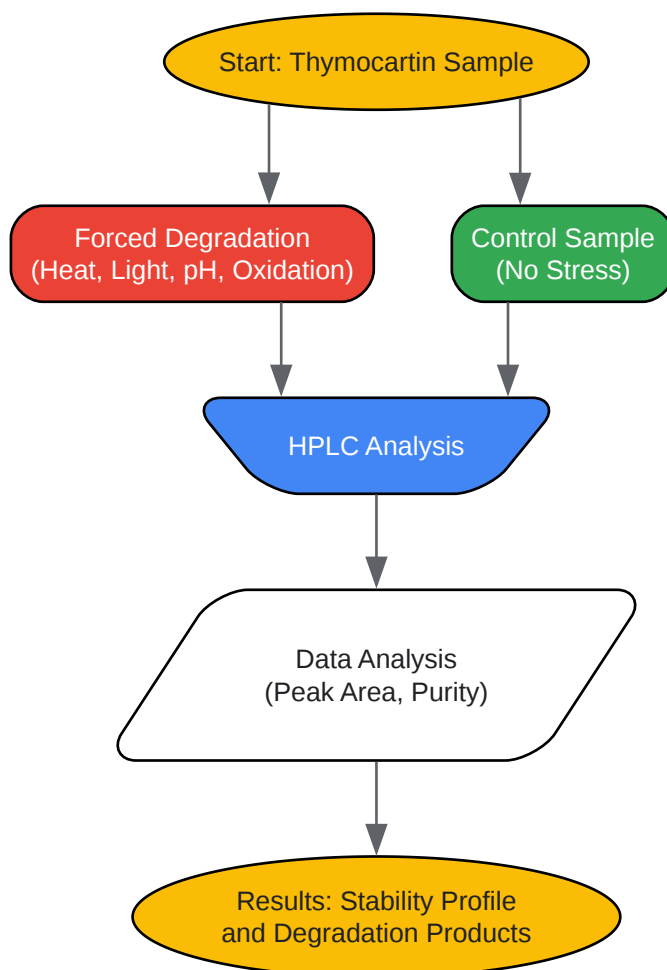 Start: Thymocartin Sample
Forced Degradation
(Heat, Light, pH, Oxidation)
Control Sample
(No Stress)
HPLC Analysis
Data Analysis
(Peak Area, Purity)
Results: Stability Profile
and Degradation Products